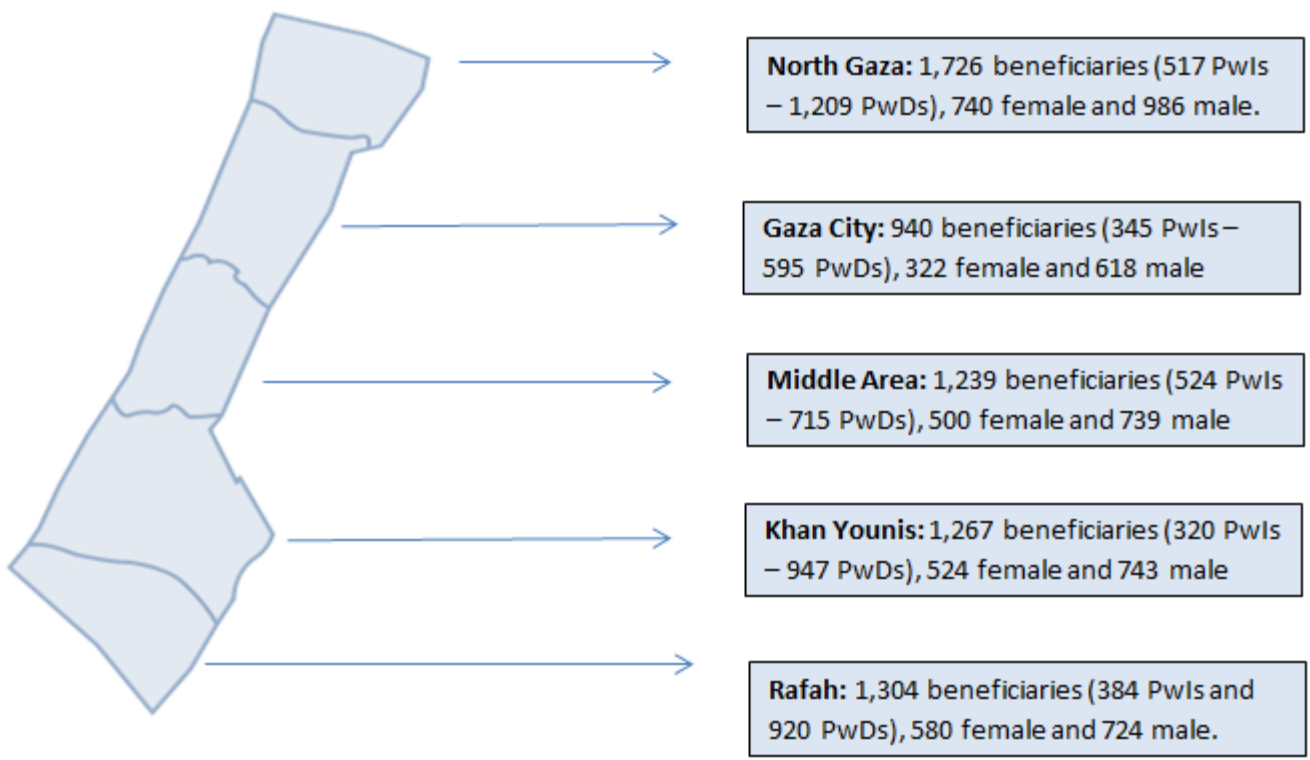 North Gaza: 1,726 beneficiaries (517 PwIs
– 1,209 PwDs), 740 female and 986 male.
Gaza City: 940 beneficiaries (345 PwIs –
595 PwDs), 322 female and 618 male
Middle Area: 1,239 beneficiaries (524 PwIs
– 715 PwDs), 500 female and 739 male
Khan Younis: 1,267 beneficiaries (320 PwIs
– 947 PwDs), 524 female and 743 male
Rafah: 1,304 beneficiaries (384 PwIs and
920 PwDs), 580 female and 724 male.